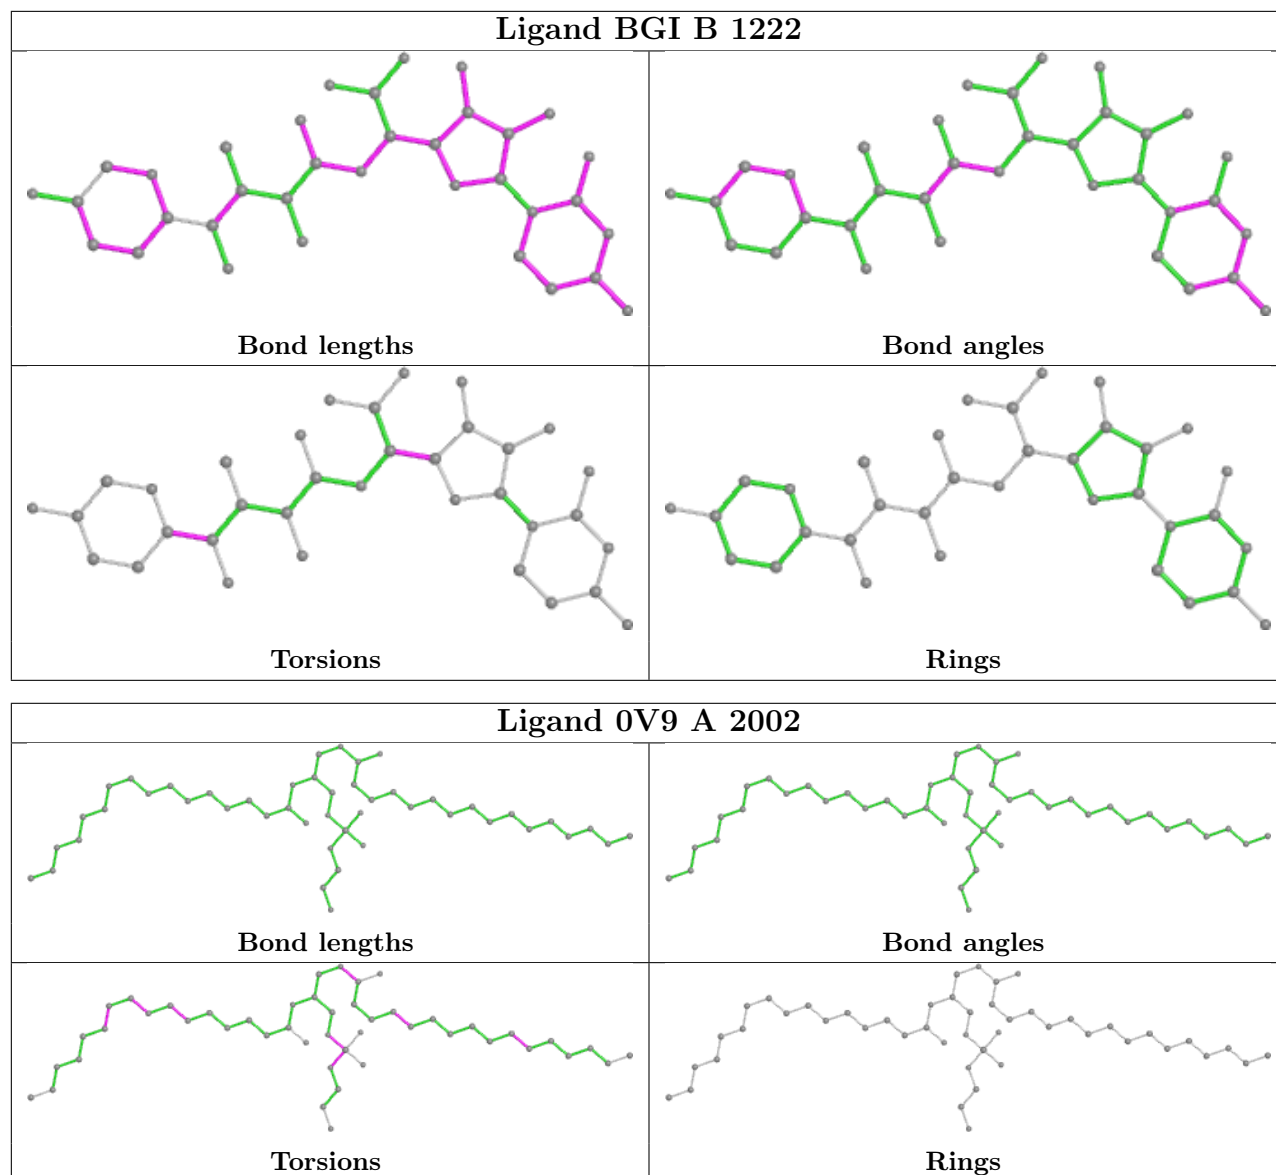 Ligand BGI B 1222
Bond lengths
Bond angles
Torsions
Rings
Ligand 0V9 A 2002
Bond lengths
Bond angles
Torsions
Rings